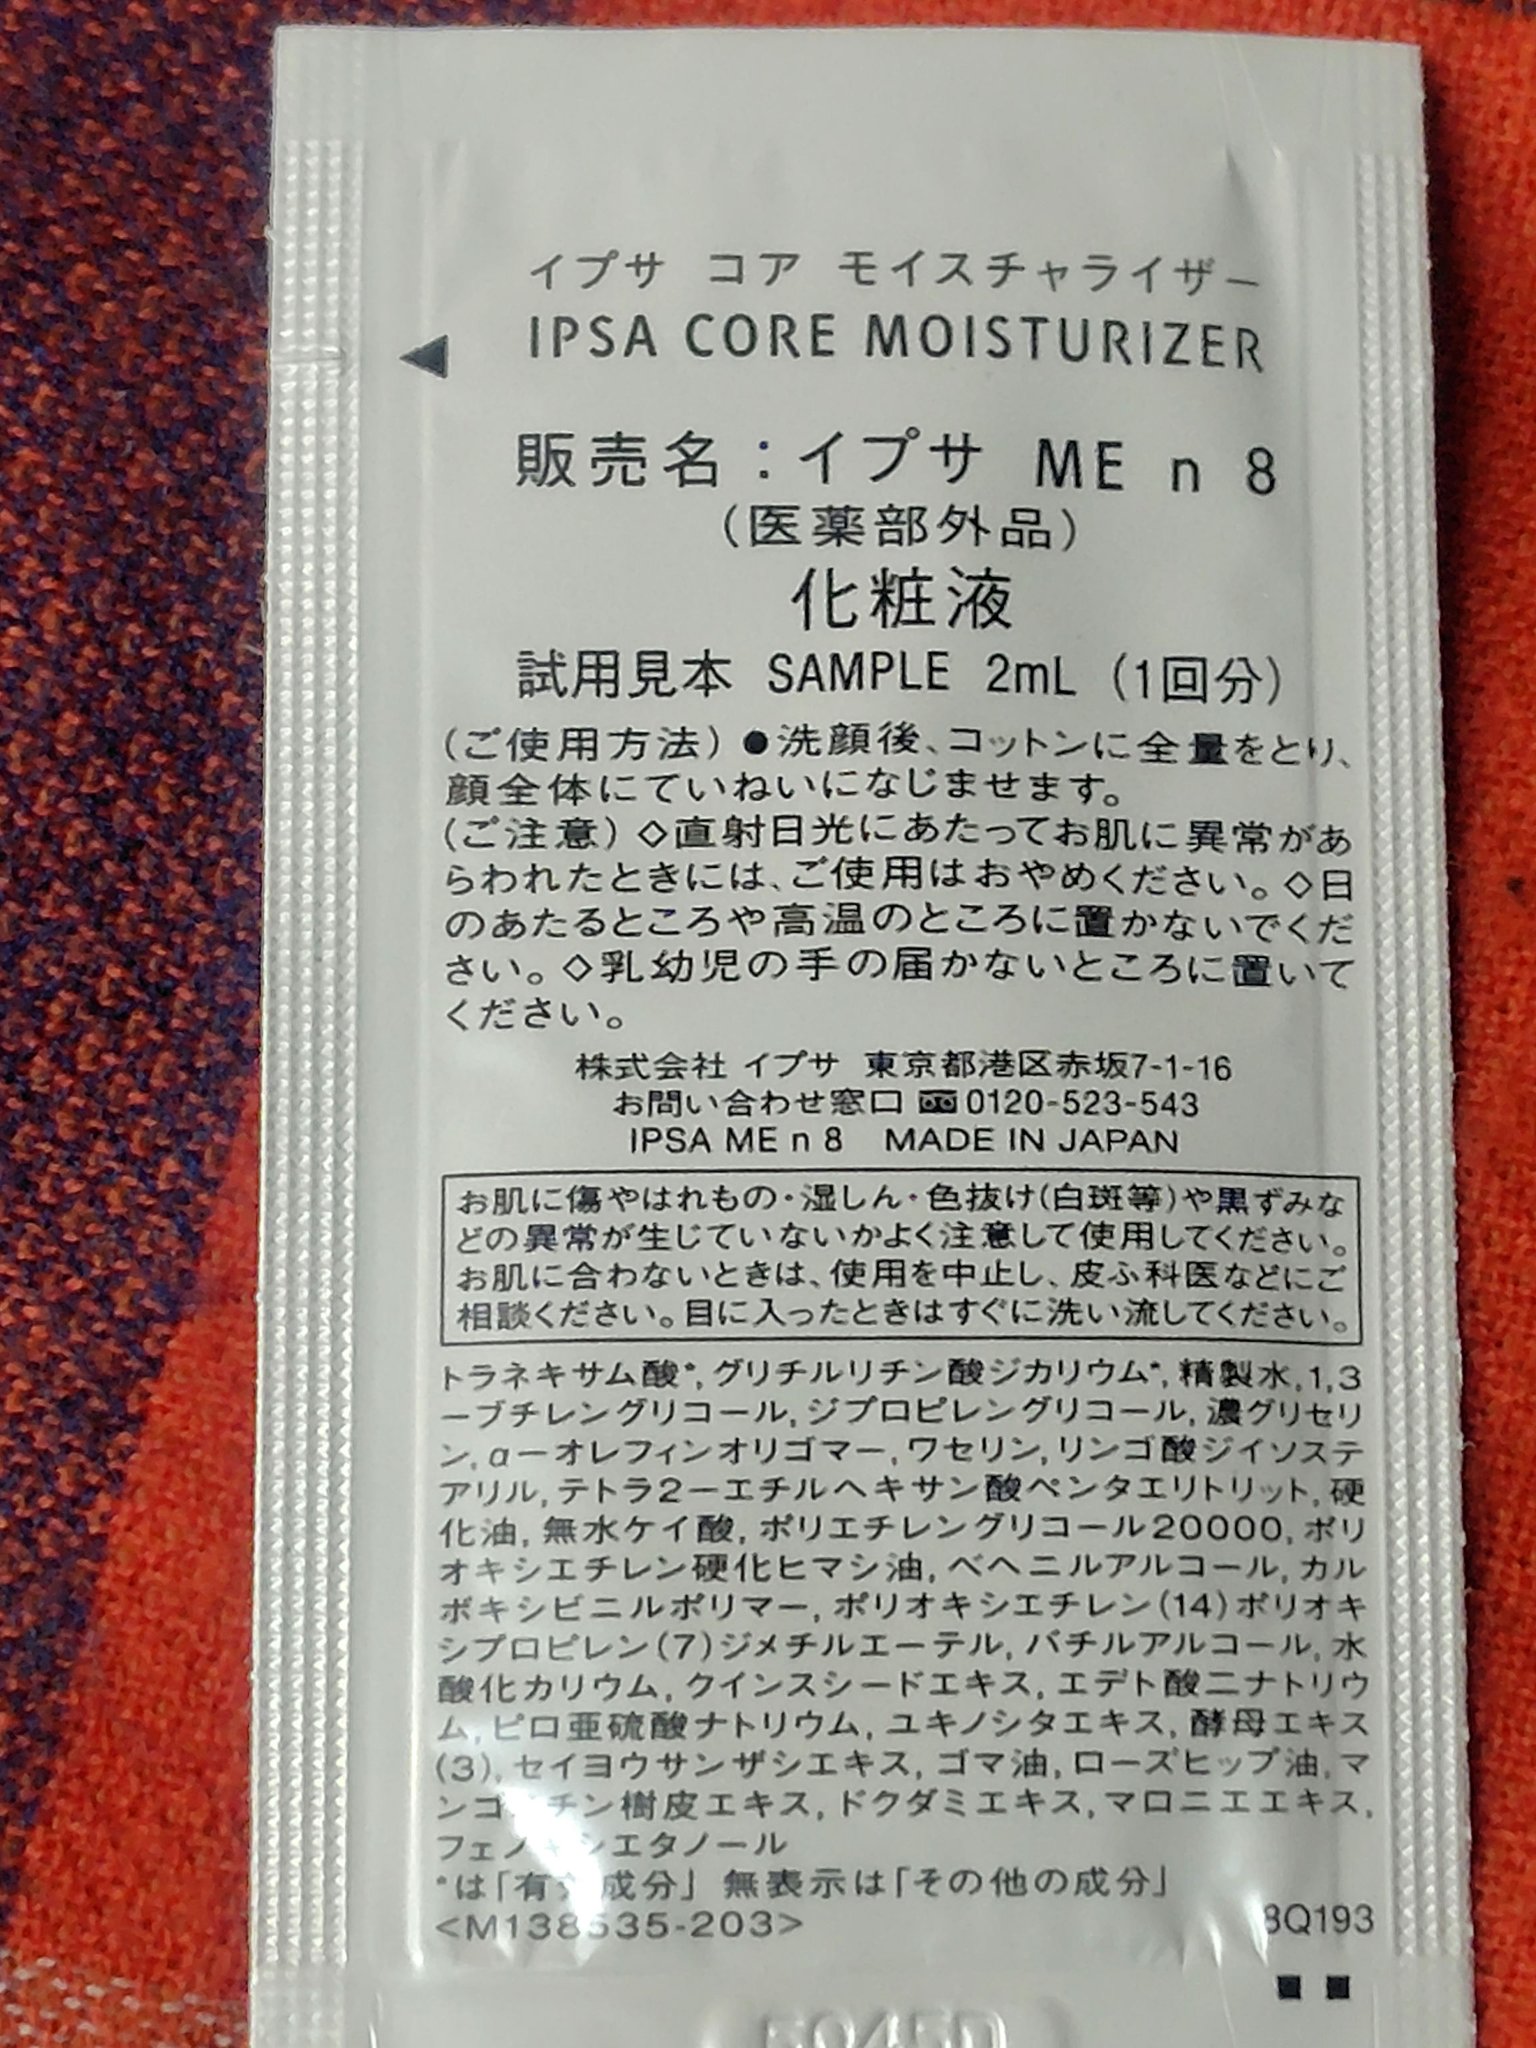 イプサ コア モイスチャライザー
IPSA CORE MOISTURIZER
販売名：イプサ ME n 8
（医薬部外品）
化粧液
試用見本 SAMPLE 2mL（1回分）
（ご使用方法）●洗顔後、コットンに全量をとり、
顔全体にていねいになじませます。
（ご注意）◇直射日光にあたってお肌に異常があ
らわれたときには、ご使用はおやめください。◇日
のあたるところや高温のところに置かないでくだ
さい。◇乳幼児の手の届かないところに置いて
ください。
株式会社 イプサ 東京都港区赤坂7-1-16
お問い合わせ窓口 0120-523-543
IPSA ME n 8 MADE IN JAPAN
お肌に傷やはれもの・湿しん・色抜け(白斑等)や黒ずみな
どの異常が生じていないかよく注意して使用してください。
お肌に合わないときは、使用を中止し、皮ふ科医などにご
相談ください。目に入ったときはすぐに洗い流してください。
トラネキサム酸*,グリチルリチン酸ジカリウム*,精製水,1,3
ーブチレングリコール,ジプロピレングリコール,濃グリセリ
ン,α－オレフィンオリゴマー,ワセリン,リンゴ酸ジイソステ
アリル,テトラ2－エチルヘキサン酸ペンタエリトリット,硬
化油,無水ケイ酸,ポリエチレングリコール20000,ポリ
オキシエチレン硬化ヒマシ油,ベヘニルアルコール,カル
ボキシビニルポリマー,ポリオキシエチレン(14)ポリオキ
シプロピレン(7)ジメチルエーテル,バチルアルコール,水
酸化カリウム,クインスシードエキス,エデト酸二ナトリウ
ム,ピロ亜硫酸ナトリウム,ユキノシタエキス,酵母エキス
(3),セイヨウサンザシエキス,ゴマ油,ローズヒップ油,マ
ンゴスチン樹皮エキス,ドクダミエキス,マロニエエキス,
フェノキシエタノール
*は「有効成分」 無表示は「その他の成分」
<M138535-203>
8Q193